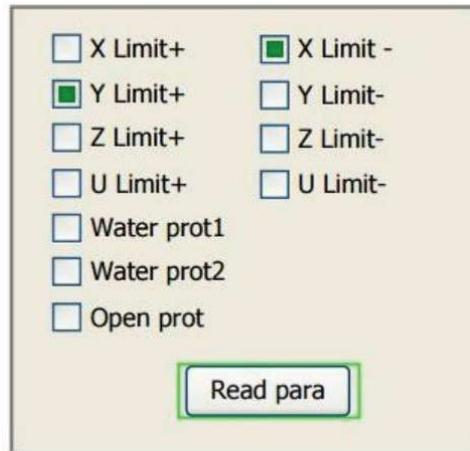 X Limit+ X Limit -
Y Limit+ Y Limit-
Z Limit+ Z Limit-
U Limit+ U Limit-
Water prot1
Water prot2
Open prot
Read para